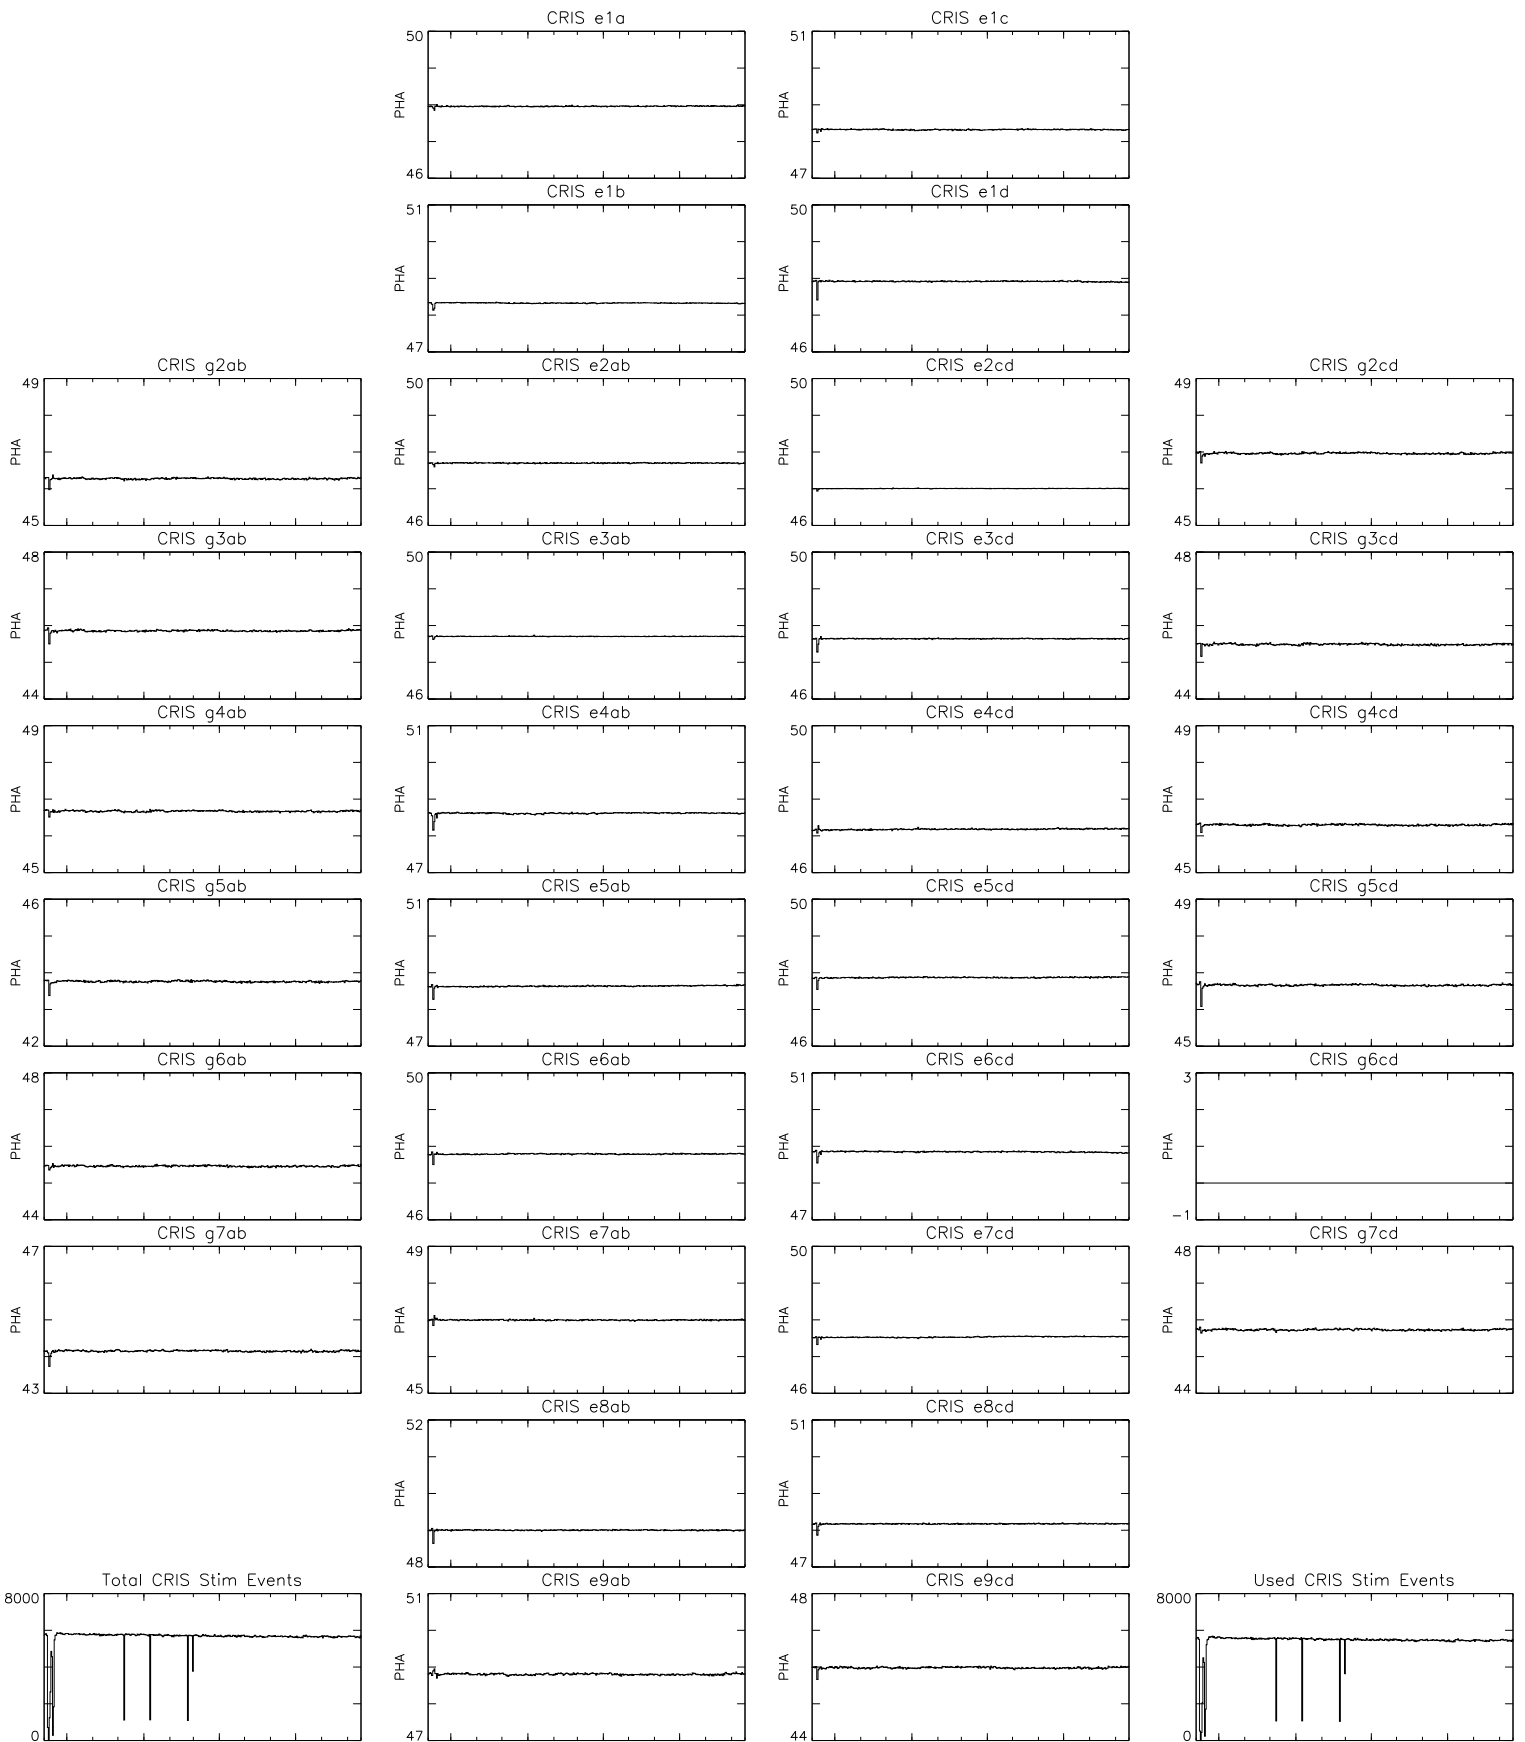 CRIS e1a
50
PHA
46
CRIS e1c
51
PHA
47
CRIS e1b
51
PHA
47
CRIS e1d
50
PHA
46
CRIS g2ab
49
PHA
45
CRIS e2ab
50
PHA
46
CRIS e2cd
50
PHA
46
CRIS g2cd
49
PHA
45
CRIS g3ab
48
PHA
44
CRIS e3ab
50
PHA
46
CRIS e3cd
50
PHA
46
CRIS g3cd
48
PHA
44
CRIS g4ab
49
PHA
45
CRIS e4ab
51
PHA
47
CRIS e4cd
50
PHA
46
CRIS g4cd
49
PHA
45
CRIS g5ab
46
PHA
42
CRIS e5ab
51
PHA
47
CRIS e5cd
50
PHA
46
CRIS g5cd
49
PHA
45
CRIS g6ab
48
PHA
44
CRIS e6ab
50
PHA
46
CRIS e6cd
51
PHA
47
CRIS g6cd
3
PHA
-1
CRIS g7ab
47
PHA
43
CRIS e7ab
49
PHA
45
CRIS e7cd
50
PHA
46
CRIS g7cd
48
PHA
44
CRIS e8ab
52
PHA
48
CRIS e8cd
51
PHA
47
Total CRIS Stim Events
8000
0
CRIS e9ab
51
PHA
47
CRIS e9cd
48
PHA
44
Used CRIS Stim Events
8000
0